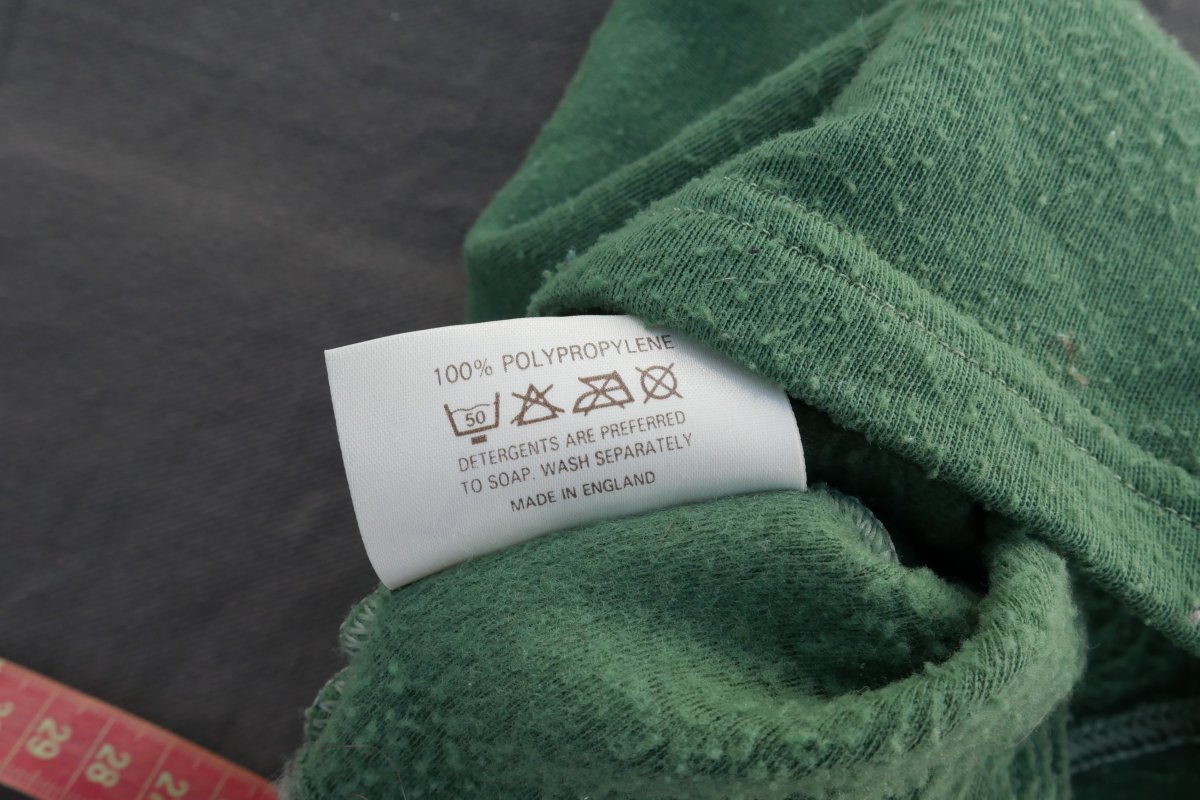 100% POLYPROPYLENE
50
DETERGENTS ARE PREFERRED
TO SOAP. WASH SEPARATELY
MADE IN ENGLAND
29
28